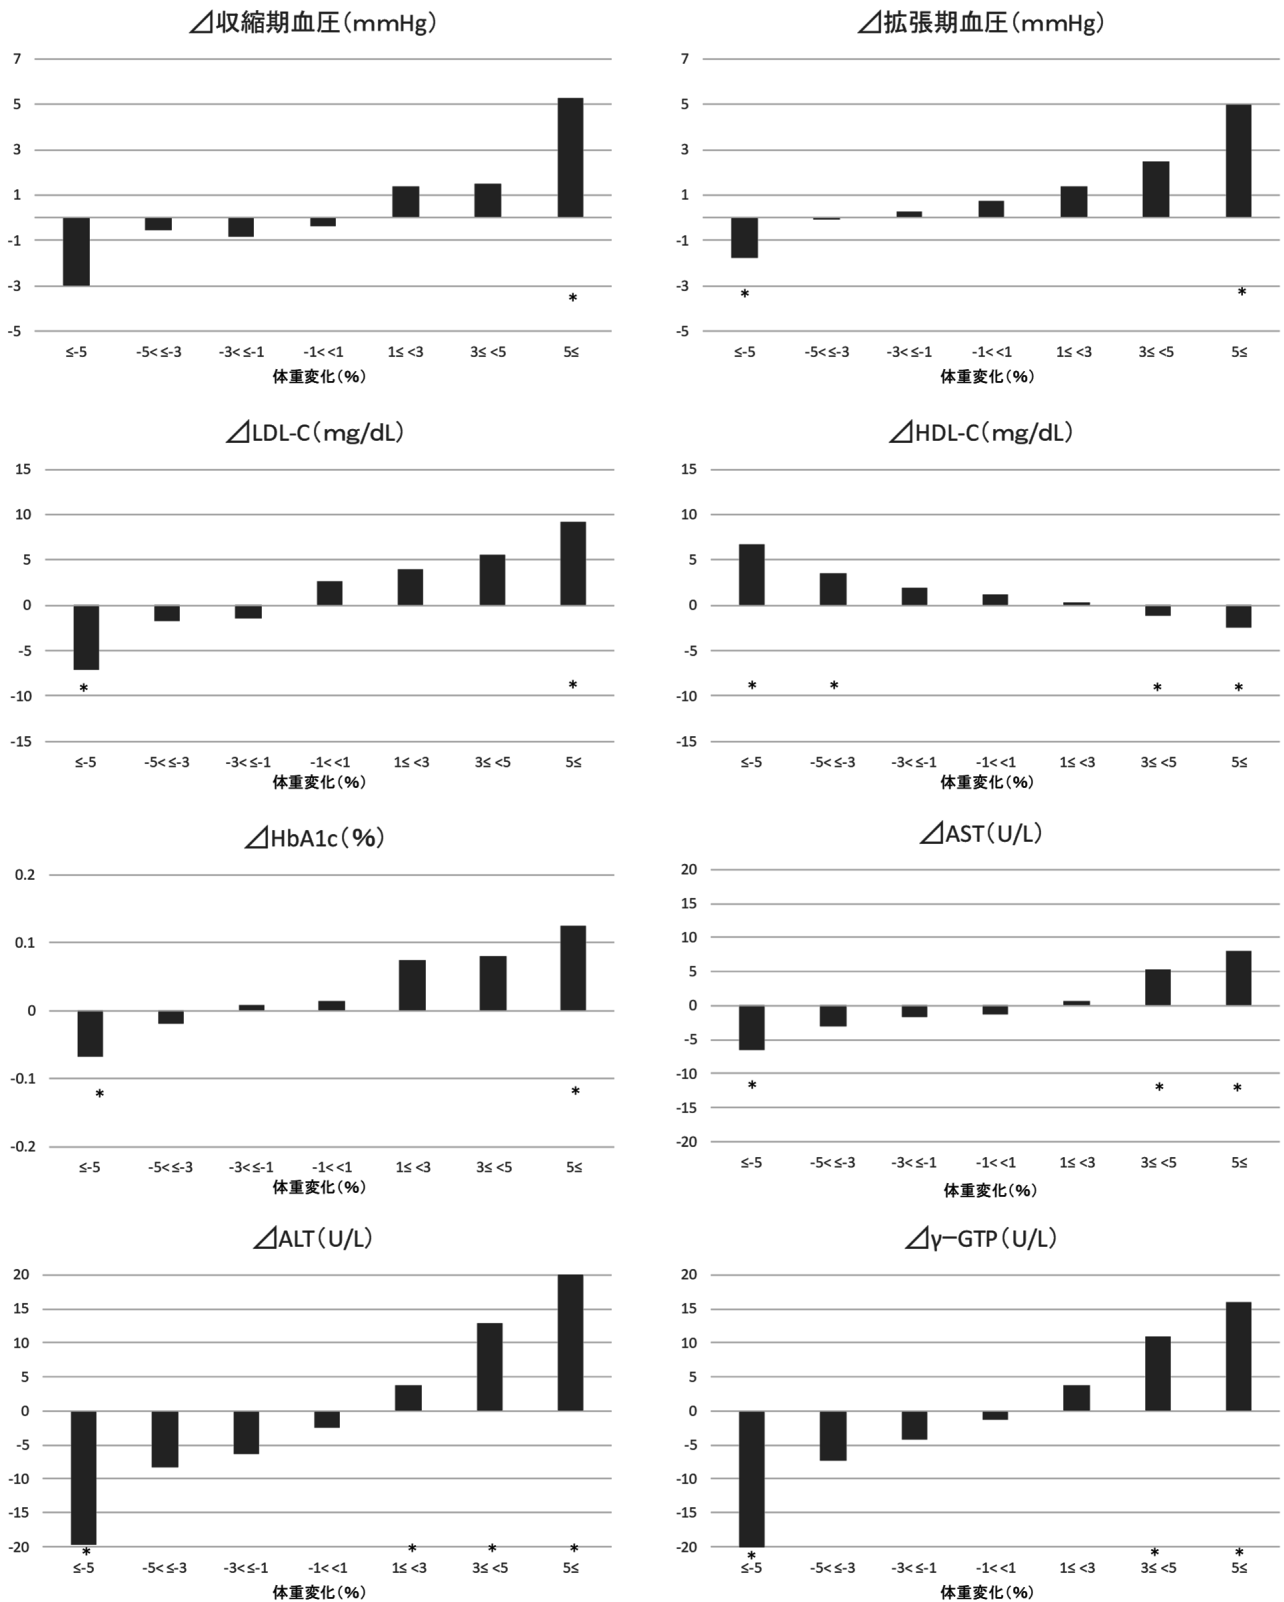 ⊿収縮期血圧（mmHg）
7
5
3
1
-1
-3
-5
*
≤-5 -5< ≤-3 -3< ≤-1 -1< <1 1≤ <3 3≤ <5 5≤
体重変化（%）
⊿拡張期血圧（mmHg）
7
5
3
1
-1
-3
-5
* *
≤-5 -5< ≤-3 -3< ≤-1 -1< <1 1≤ <3 3≤ <5 5≤
体重変化（%）
⊿LDL-C（mg/dL）
15
10
5
0
-5
-10
-15
* *
≤-5 -5< ≤-3 -3< ≤-1 -1< <1 1≤ <3 3≤ <5 5≤
体重変化（%）
⊿HDL-C（mg/dL）
15
10
5
0
-5
-10
-15
* * * *
≤-5 -5< ≤-3 -3< ≤-1 -1< <1 1≤ <3 3≤ <5 5≤
体重変化（%）
⊿HbA1c（%）
0.2
0.1
0
-0.1
-0.2
* *
≤-5 -5< ≤-3 -3< ≤-1 -1< <1 1≤ <3 3≤ <5 5≤
体重変化（%）
⊿AST（U/L）
20
15
10
5
0
-5
-10
-15
-20
* * *
≤-5 -5< ≤-3 -3< ≤-1 -1< <1 1≤ <3 3≤ <5 5≤
体重変化（%）
⊿ALT（U/L）
20
15
10
5
0
-5
-10
-15
-20
* * * *
≤-5 -5< ≤-3 -3< ≤-1 -1< <1 1≤ <3 3≤ <5 5≤
体重変化（%）
⊿γ−GTP（U/L）
20
15
10
5
0
-5
-10
-15
-20
* * *
≤-5 -5< ≤-3 -3< ≤-1 -1< <1 1≤ <3 3≤ <5 5≤
体重変化（%）